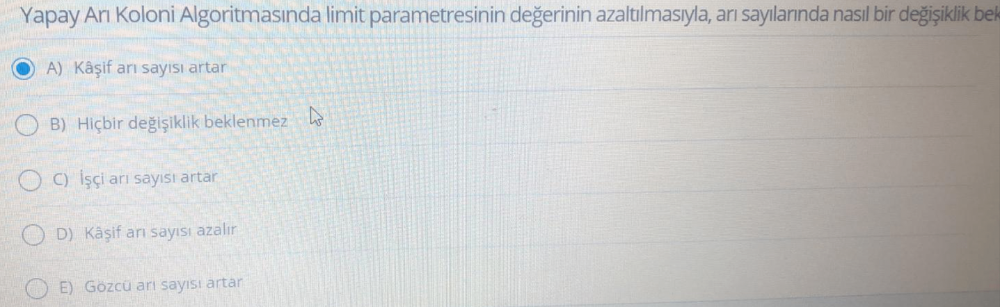 Yapay Arı Koloni Algoritmasında limit parametresinin değerinin azaltılmasıyla, arı sayılarında nasıl bir değişiklik bek
A) Kâşif arı sayısı artar
B) Hiçbir değişiklik beklenmez
C) İşçi arı sayısı artar
D) Kâşif arı sayısı azalır
E) Gözcü arı sayısı artar